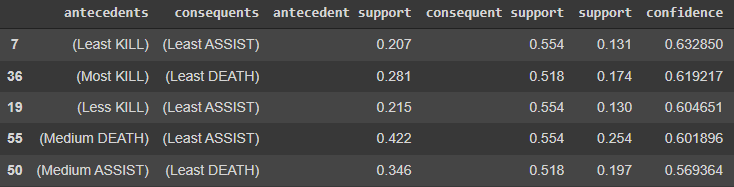 antecedents consequents antecedent support consequent support support confidence
7 (Least KILL) (Least ASSIST) 0.207 0.554 0.131 0.632850
36 (Most KILL) (Least DEATH) 0.281 0.518 0.174 0.619217
19 (Less KILL) (Least ASSIST) 0.215 0.554 0.130 0.604651
55 (Medium DEATH) (Least ASSIST) 0.422 0.554 0.254 0.601896
50 (Medium ASSIST) (Least DEATH) 0.346 0.518 0.197 0.569364